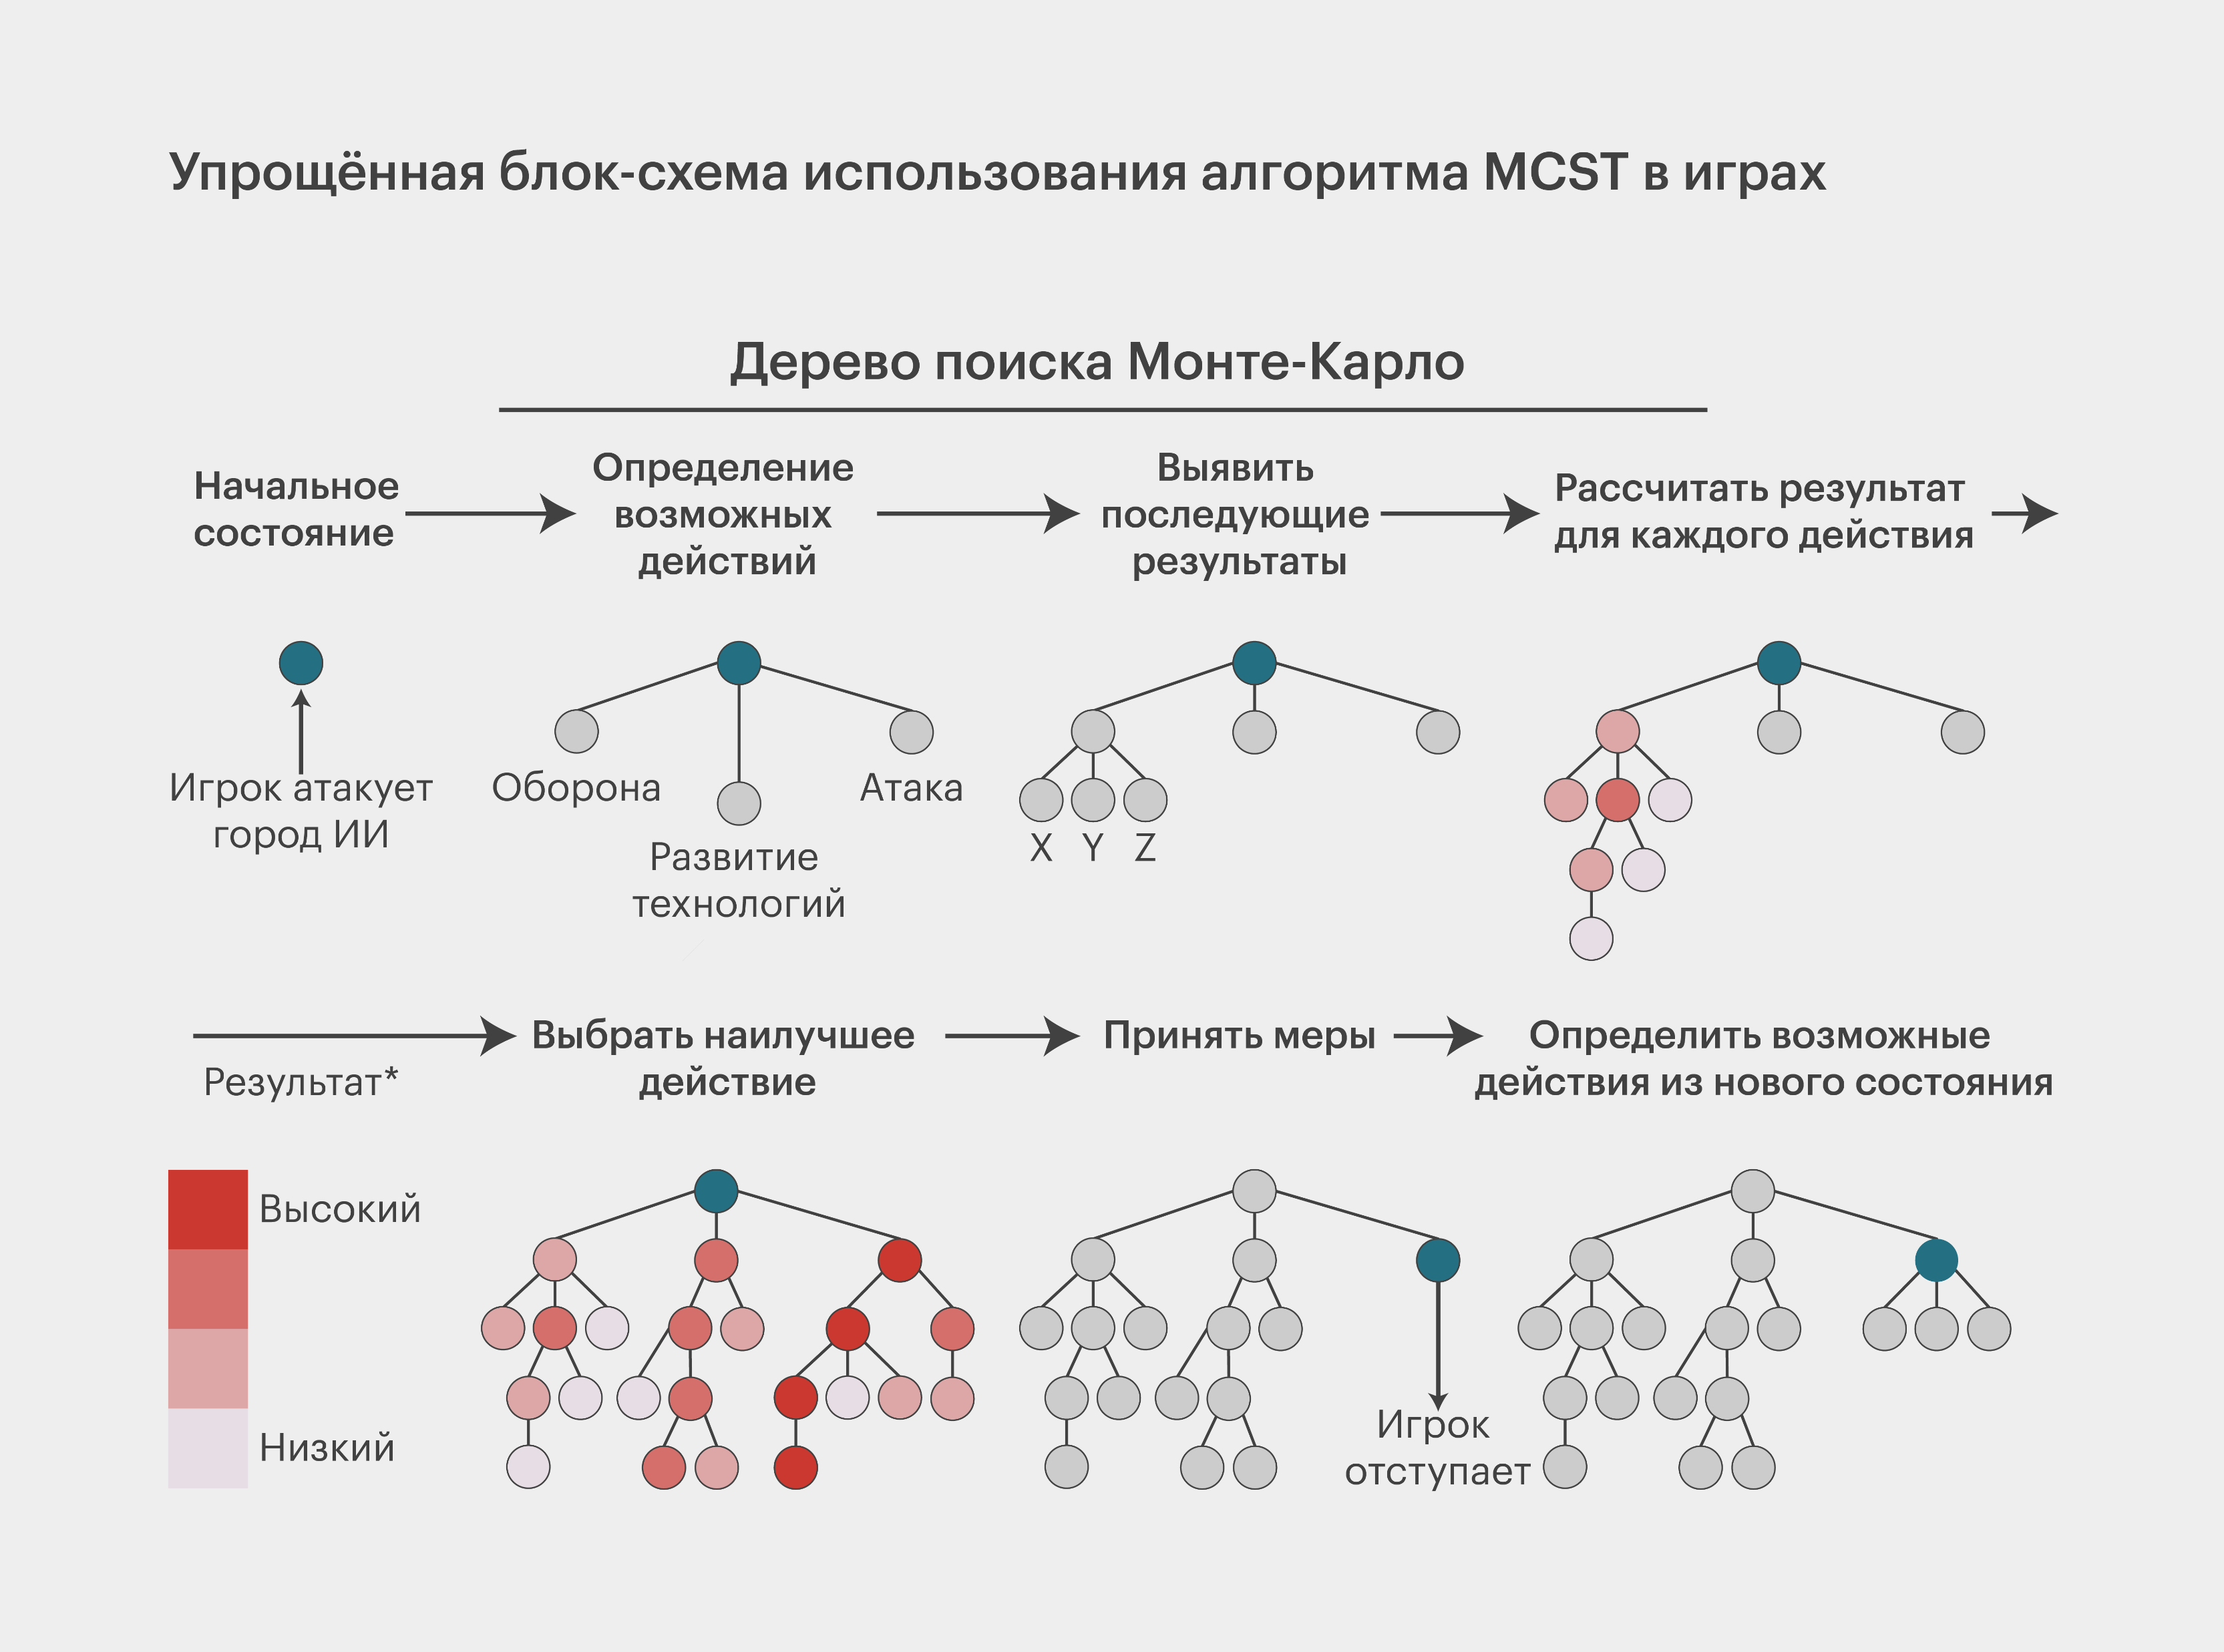 Упрощённая блок-схема использования алгоритма MCST в играх
Дерево поиска Монте-Карло
Начальное
состояние
Определение
возможных
действий
Выявить
последующие
результаты
Рассчитать результат
для каждого действия
Игрок атакует
город ИИ
Оборона
Развитие
технологий
Атака
X Y Z
Результат*
Выбрать наилучшее
действие
Принять меры
Определить возможные
действия из нового состояния
Высокий
Низкий
Игрок
отступает